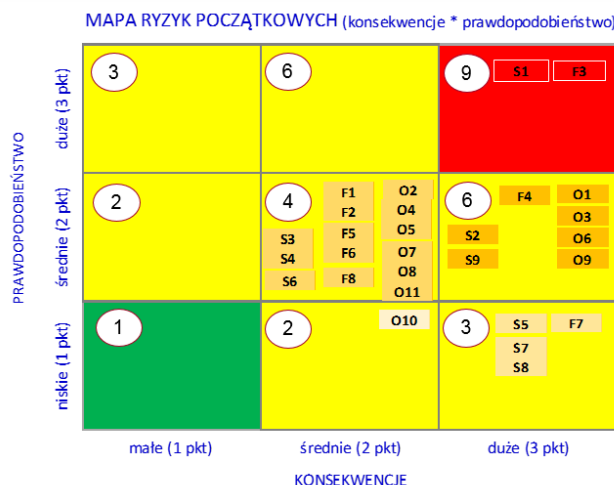 MAPA RYZYK POCZĄTKOWYCH (konsekwencje * prawdopodobieństwo)
PRAWDOPODOBIEŃSTWO
duże (3 pkt)
3
6
9 S1 F3
średnie (2 pkt)
2
4 F1 O2
F2 O4
S3 F5 O5
S4 F6 O7
S6 F8 O8
O11
6 F4 O1
O3
S2 O6
S9 O9
niskie (1 pkt)
1
2 O10
3 S5 F7
S7
S8
małe (1 pkt) średnie (2 pkt) duże (3 pkt)
KONSEKWENCJE